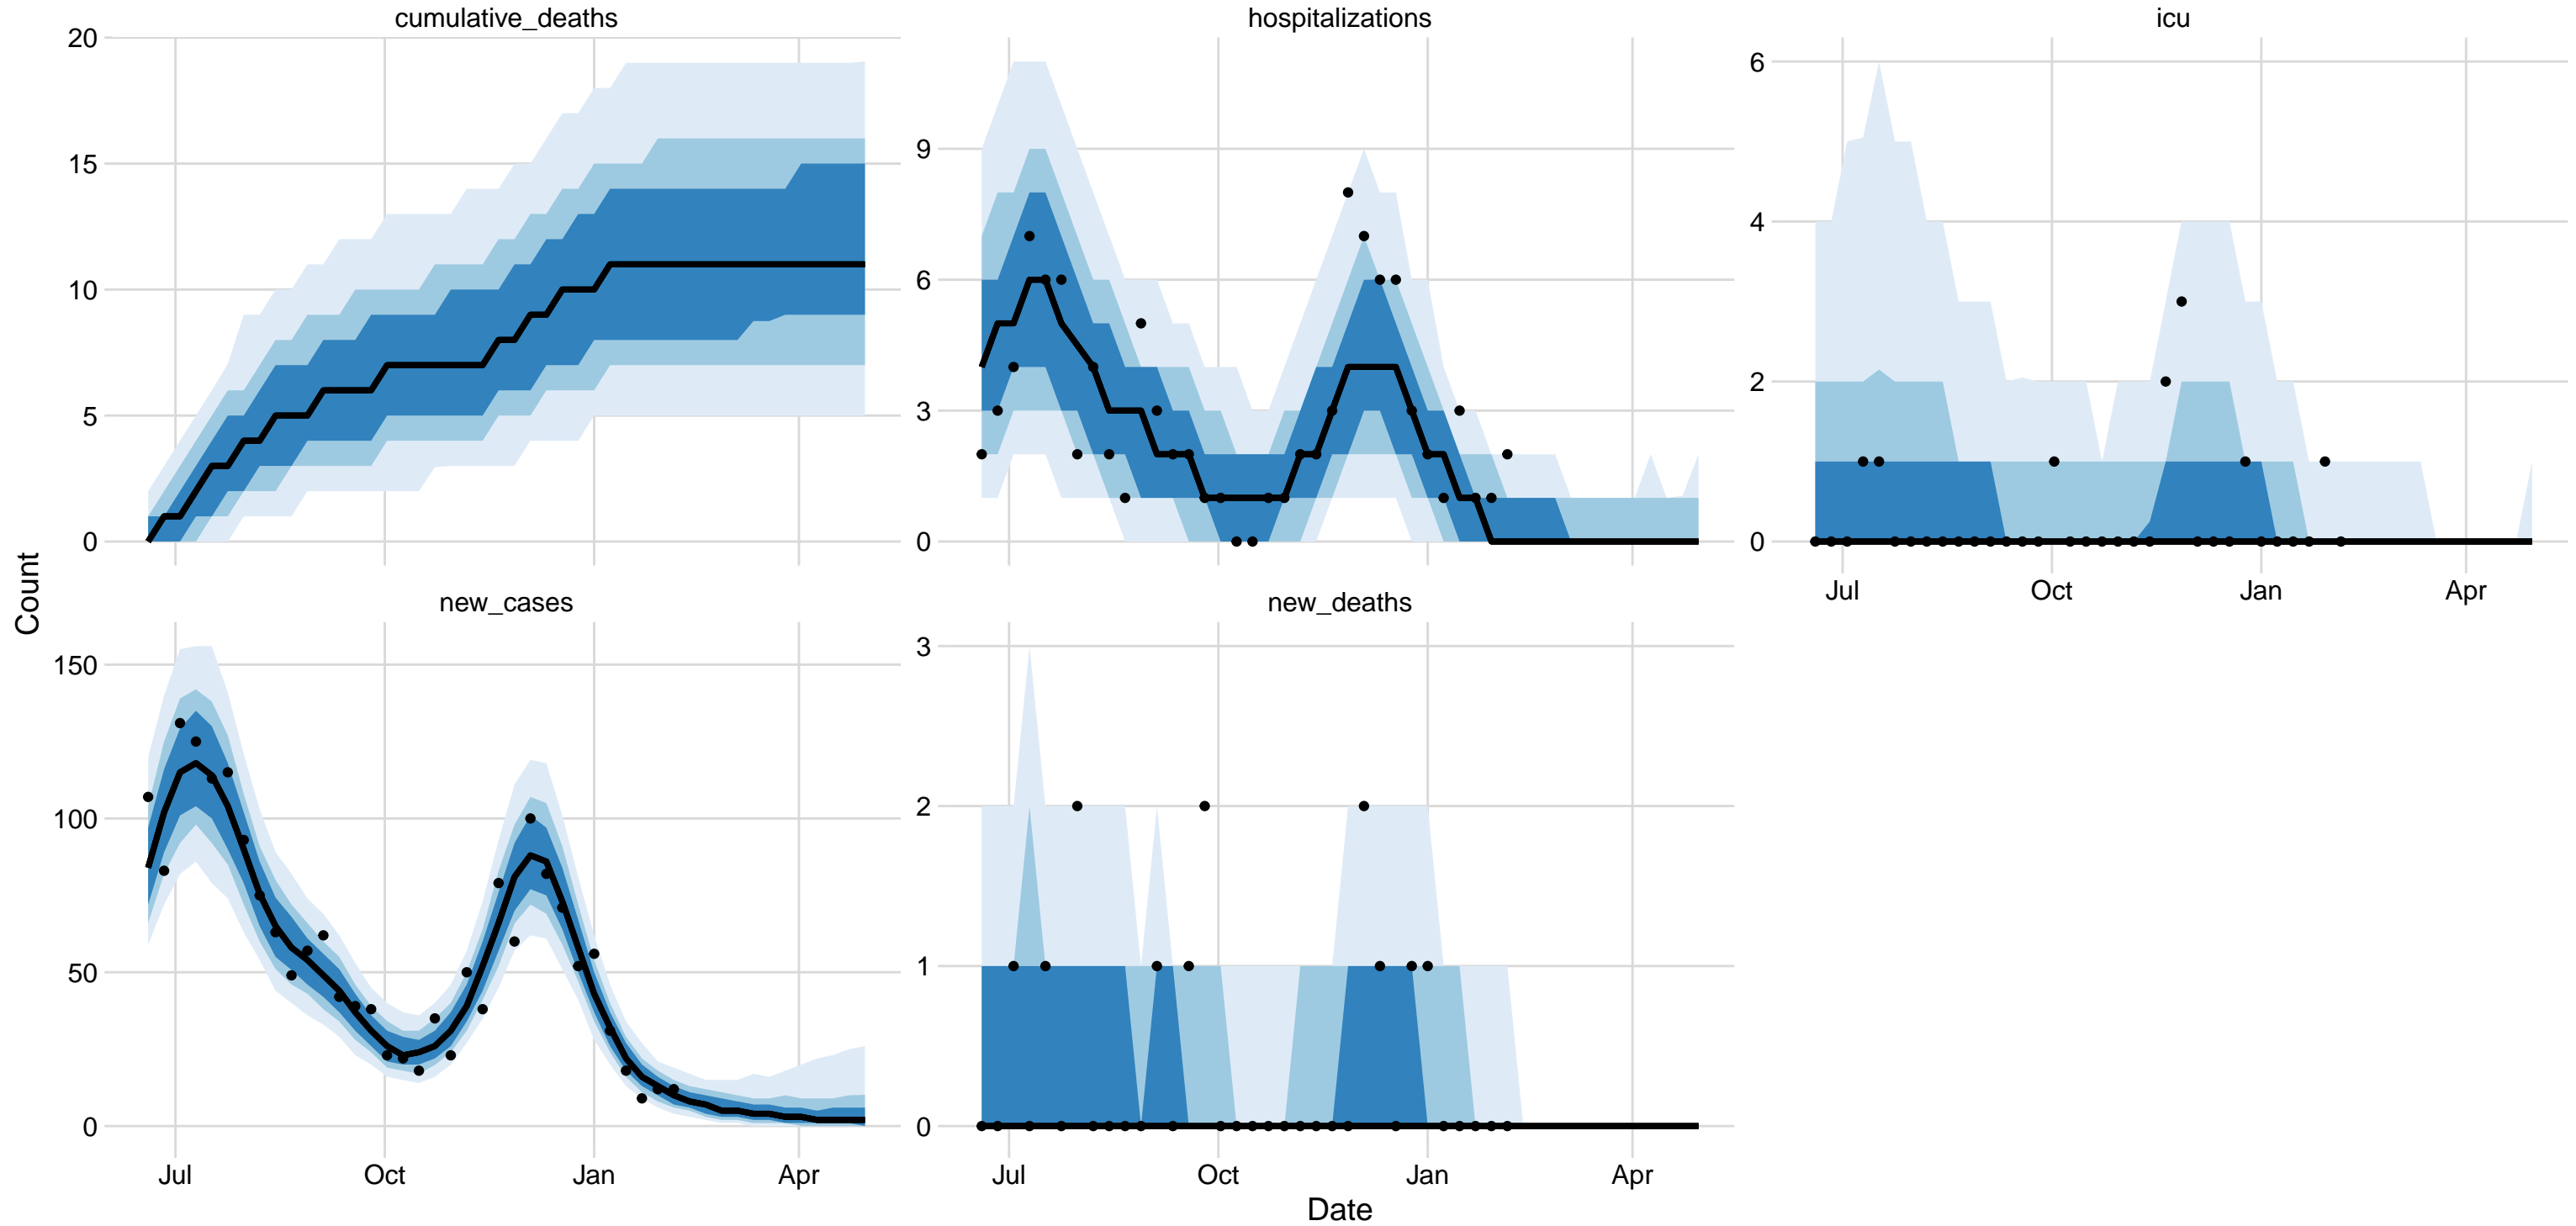 cumulative_deaths
hospitalizations
icu
20
15
10
5
0
9
6
3
0
6
4
2
0
Jul Oct Jan Apr
Count
new_cases
new_deaths
150
100
50
0
3
2
1
0
Jul Oct Jan Apr
Jul Oct Jan Apr
Date